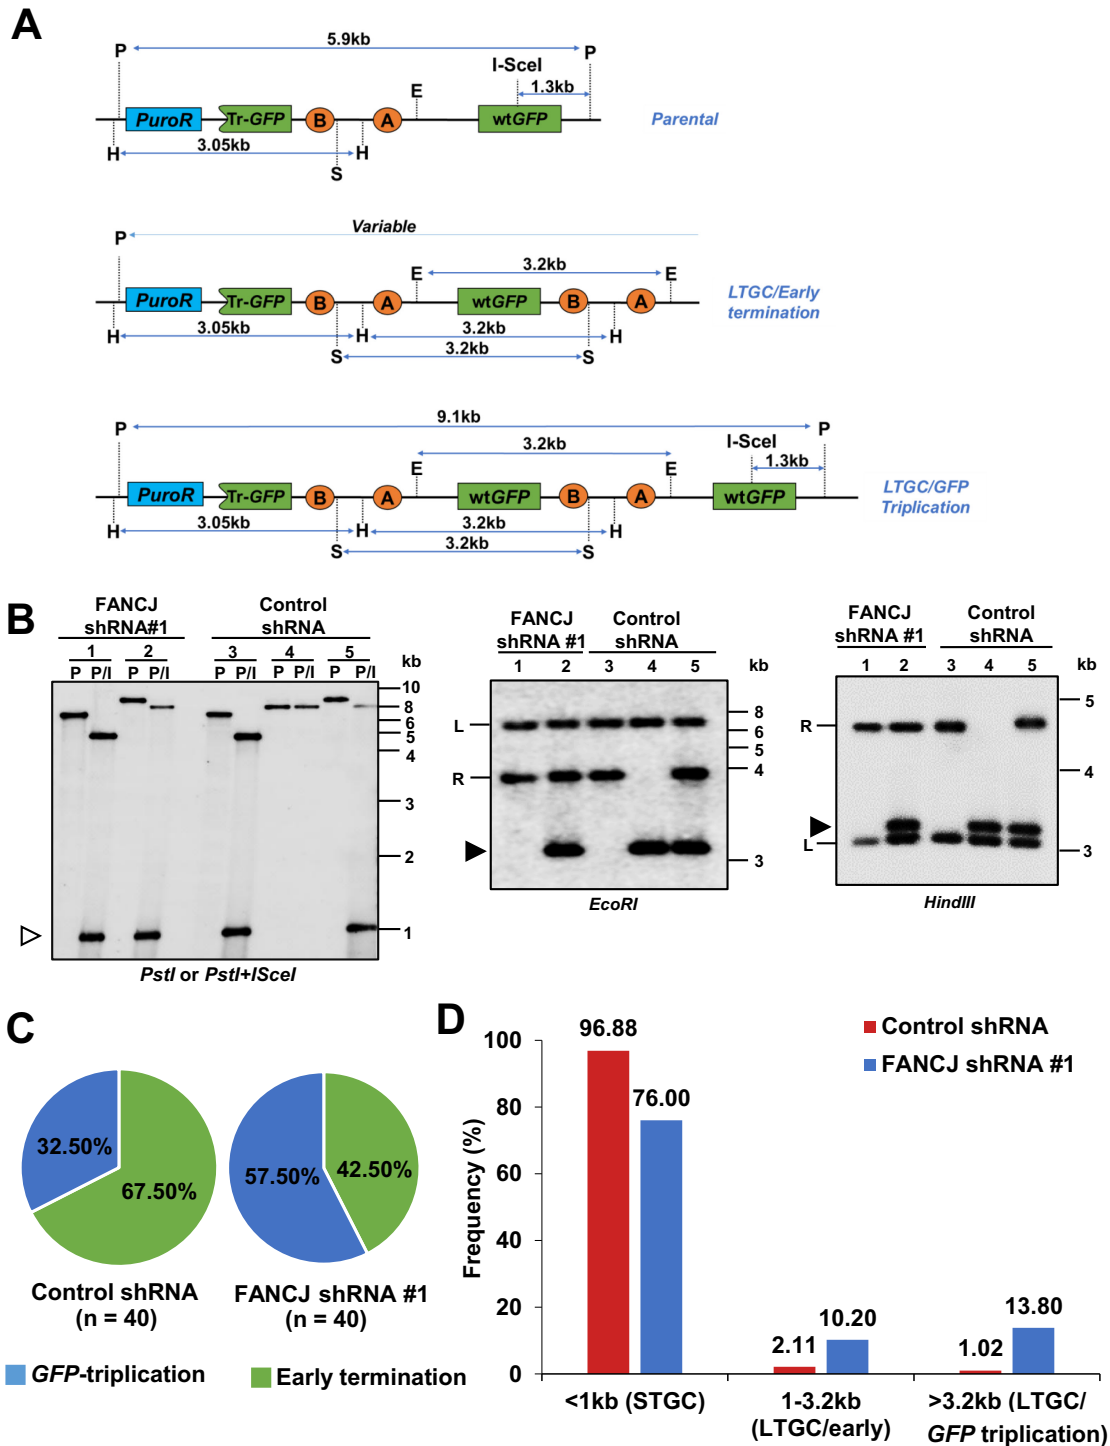 A
P 5.9kb P
I-SceI
E 1.3kb
PuroR Tr-GFP B A wtGFP Parental
H 3.05kb H
S
P Variable
E 3.2kb E
PuroR Tr-GFP B A wtGFP B A LTGC/Early
termination
H 3.05kb H 3.2kb H
S 3.2kb S
P 9.1kb P
3.2kb I-SceI
E E 1.3kb
PuroR Tr-GFP B A wtGFP B A wtGFP LTGC/GFP
Triplication
H 3.05kb H 3.2kb H
S 3.2kb S
B
FANCJ
shRNA#1
Control
shRNA
1 2 3 4 5
P P/I P P/I P P/I P P/I P P/I
kb
10
8
6
5
4
3
2
1
PstI or PstI+ISceI
FANCJ
shRNA #1
Control
shRNA
1 2 3 4 5 kb
L
R
8
6
5
4
3
EcoRI
FANCJ
shRNA #1
Control
shRNA
1 2 3 4 5 kb
R
L
5
4
3
HindIII
C
32.50%
67.50%
Control shRNA
(n = 40)
57.50%
42.50%
FANCJ shRNA #1
(n = 40)
GFP-triplication
Early termination
D
Control shRNA
FANCJ shRNA #1
Frequency (%)
100
80
60
40
20
0
96.88
76.00
2.11
10.20
1.02
13.80
<1kb (STGC)
1-3.2kb
(LTGC/early)
>3.2kb (LTGC/
GFP triplication)